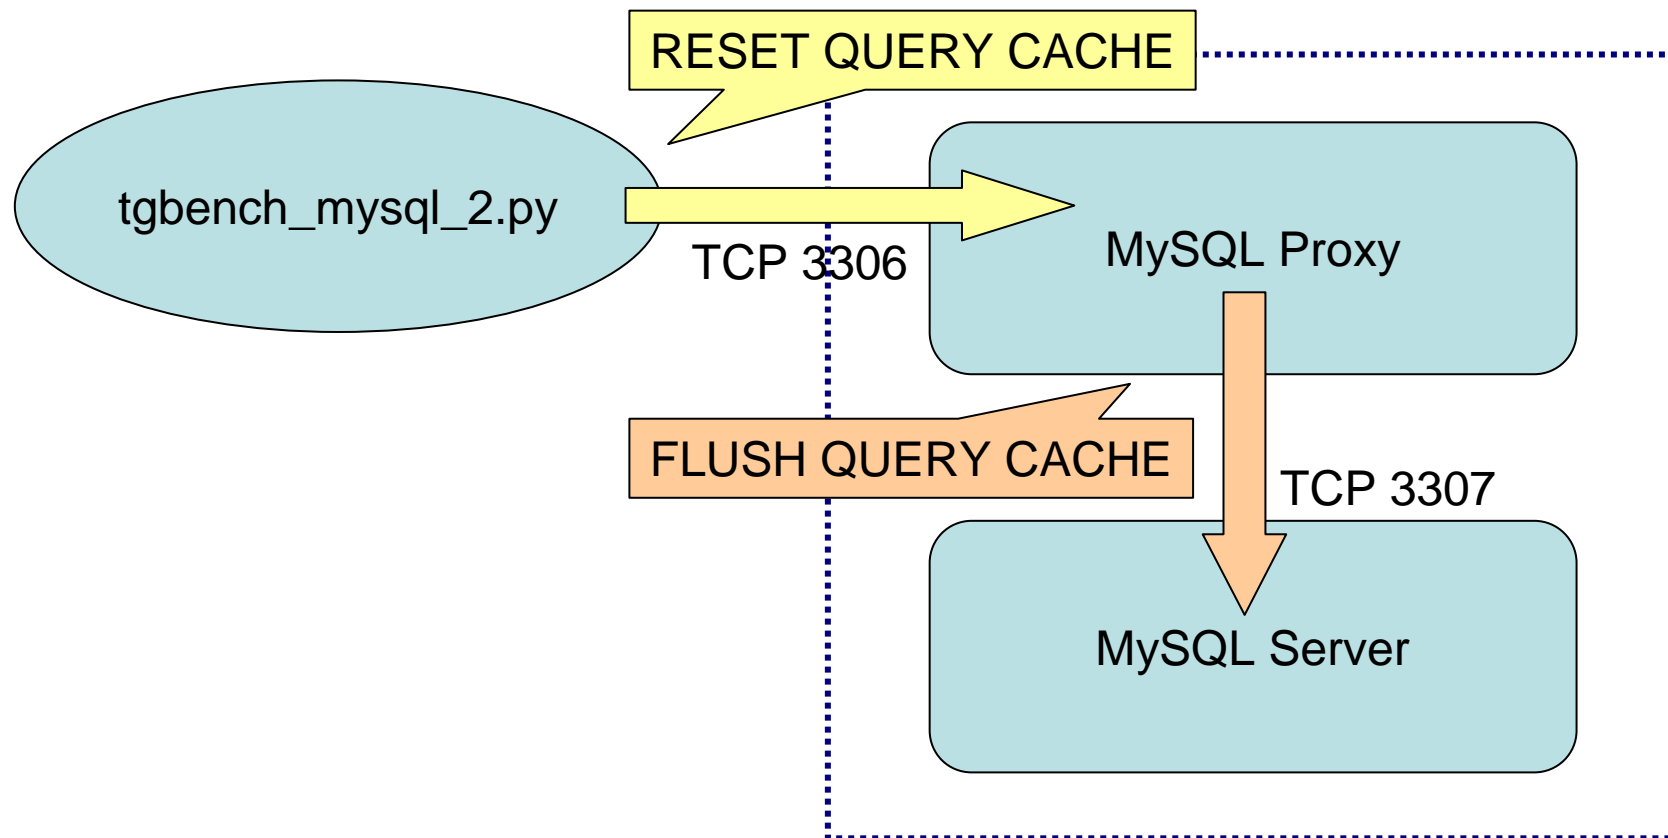 RESET QUERY CACHE
tgbench_mysql_2.py
TCP 3306
MySQL Proxy
FLUSH QUERY CACHE
TCP 3307
MySQL Server